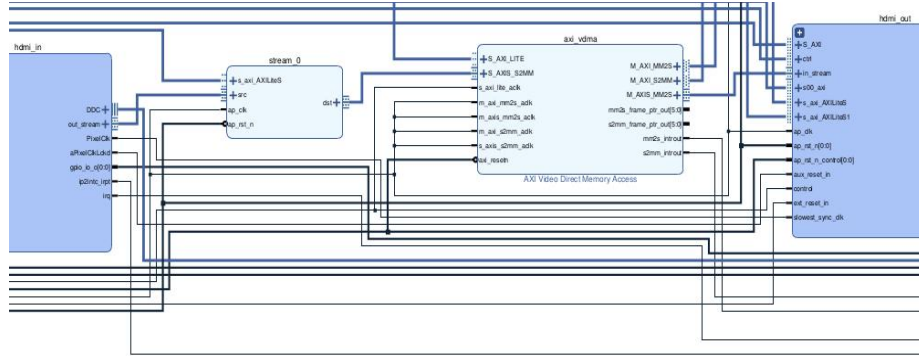 hdmi_in
DDC
out_stream
PixelClk
aPixelClkLckd
gpio_io_o[0:0]
ip2intc_irpt
irq
stream_0
s_axi_AXILiteS
src
ap_clk
ap_rst_n
dst
axi_vdma
S_AXI_LITE
S_AXIS_S2MM
s_axi_lite_aclk
m_axi_mm2s_aclk
m_axis_mm2s_aclk
m_axi_s2mm_aclk
s_axis_s2mm_aclk
axi_resetn
M_AXI_MM2S
M_AXI_S2MM
M_AXIS_MM2S
mm2s_frame_ptr_out[5:0]
s2mm_frame_ptr_out[5:0]
mm2s_introut
s2mm_introut
AXI Video Direct Memory Access
hdmi_out
S_AXI
ctrl
in_stream
s00_axi
s_axi_AXILiteS
s_axi_AXILiteS1
ap_clk
ap_rst_n[0:0]
ap_rst_n_control[0:0]
aux_reset_in
control
ext_reset_in
slowest_sync_clk